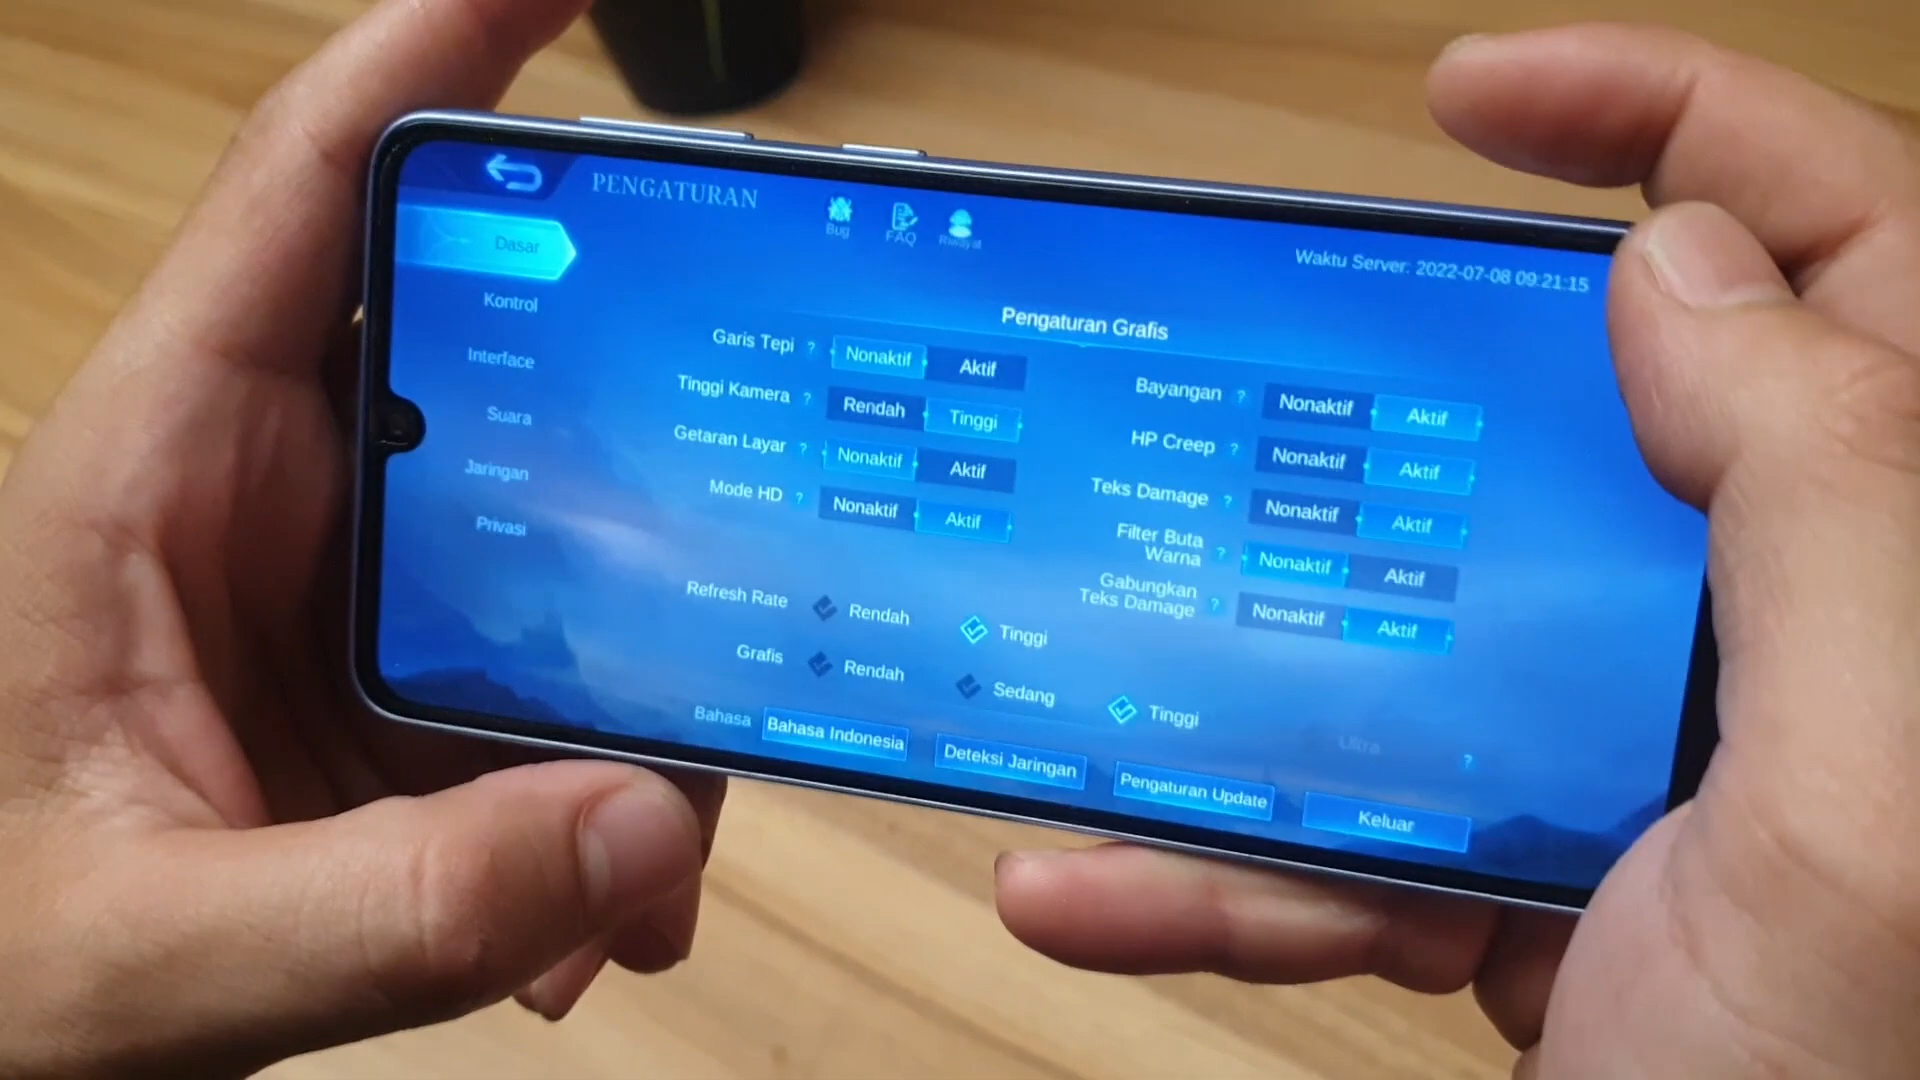 PENGATURAN
Bug
FAQ
Riwayat
Waktu Server: 2022-07-08 09:21:15
Dasar
Kontrol
Interface
Suara
Jaringan
Privasi
Pengaturan Grafis
Garis Tepi ? Nonaktif Aktif
Tinggi Kamera ? Rendah Tinggi
Getaran Layar ? Nonaktif Aktif
Mode HD ? Nonaktif Aktif
Bayangan ? Nonaktif Aktif
HP Creep ? Nonaktif Aktif
Teks Damage ? Nonaktif Aktif
Filter Buta
Warna ? Nonaktif Aktif
Gabungkan
Teks Damage ? Nonaktif Aktif
Refresh Rate Rendah Tinggi
Grafis Rendah Sedang Tinggi Ultra ?
Bahasa Bahasa Indonesia Deteksi Jaringan Pengaturan Update Keluar